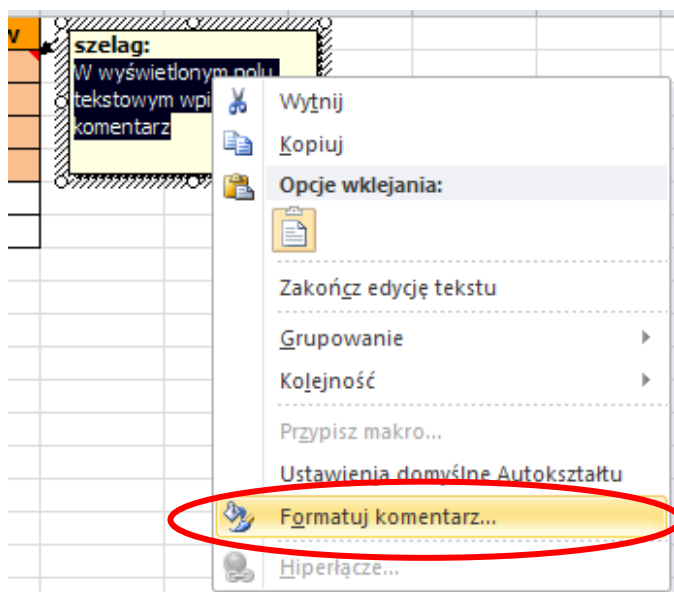 szelag:
W wyświetlonym polu
tekstowym wpi
komentarz
Wytnij
Kopiuj
Opcje wklejania:
Zakończ edycję tekstu
Grupowanie
Kolejność
Przypisz makro...
Ustawienia domyślne Autokształtu
Formatuj komentarz...
Hiperłącze...